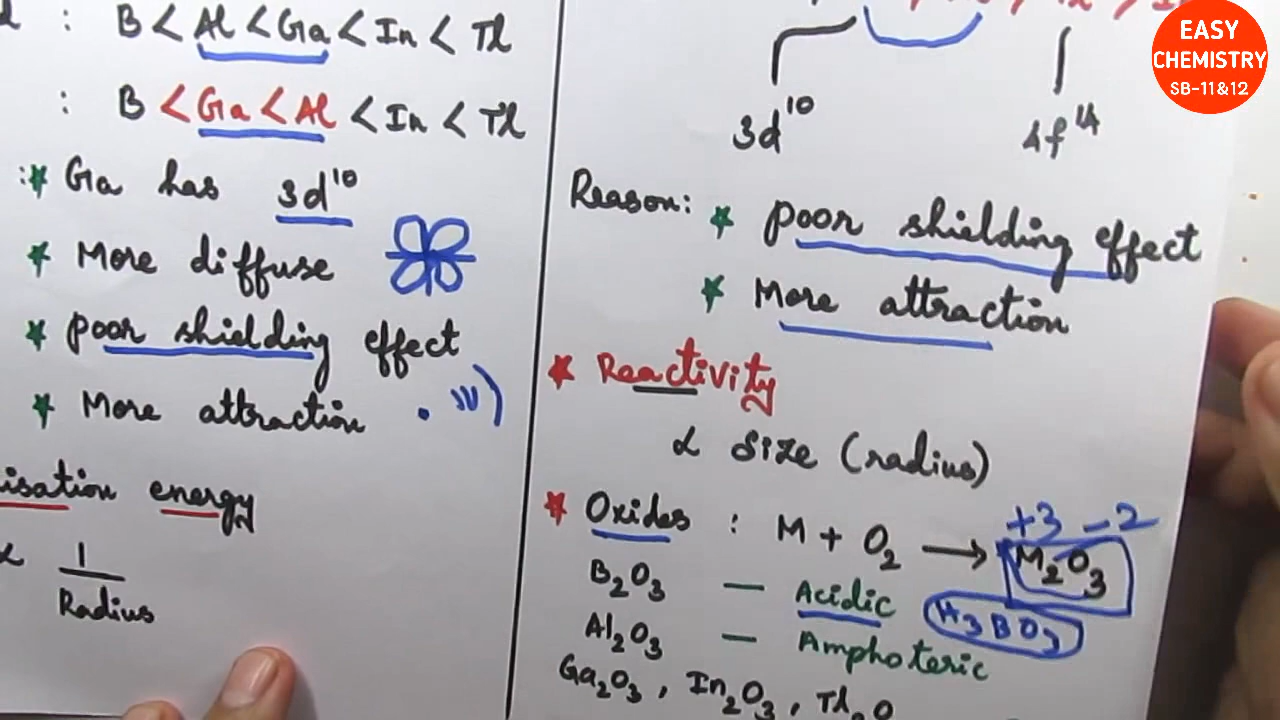 : B < Al < Ga < In < Tl
: B < Ga < Al < In < Tl
: * Ga has 3d¹⁰
* More diffuse
* Poor shielding effect
* More attraction
isation energy
∝ 1
Radius
3d¹⁰ 4f¹⁴
Reason: * Poor shielding effect
* More attraction
* Reactivity
∝ Size (radius)
+3 -2
* Oxides : M + O₂ → M₂O₃
B₂O₃ — Acidic H₃BO₃
Al₂O₃ — Amphoteric
Ga₂O₃, In₂O₃,
EASY
CHEMISTRY
SB-11&12